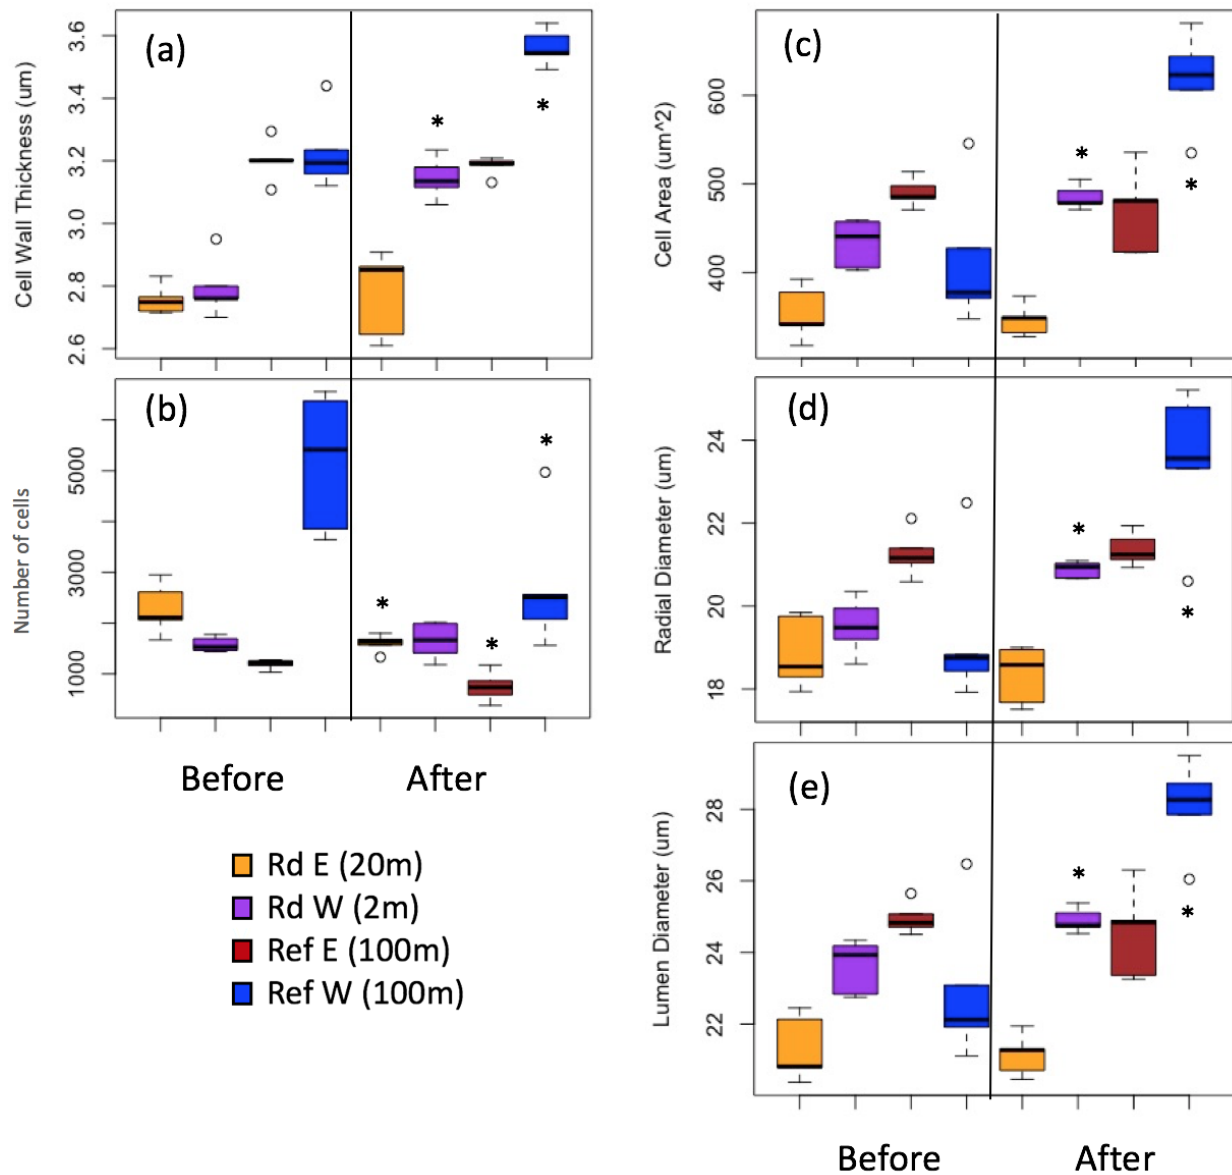 (a)
Cell Wall Thickness (um)
3.6
3.4
3.2
3.0
2.8
2.6
*
*
(b)
Number of cells
5000
3000
1000
*
*
*
Before After
Rd E (20m)
Rd W (2m)
Ref E (100m)
Ref W (100m)
(c)
Cell Area (um^2)
600
500
400
*
*
(d)
Radial Diameter (um)
24
22
20
18
*
*
(e)
Lumen Diameter (um)
28
26
24
22
*
*
Before After